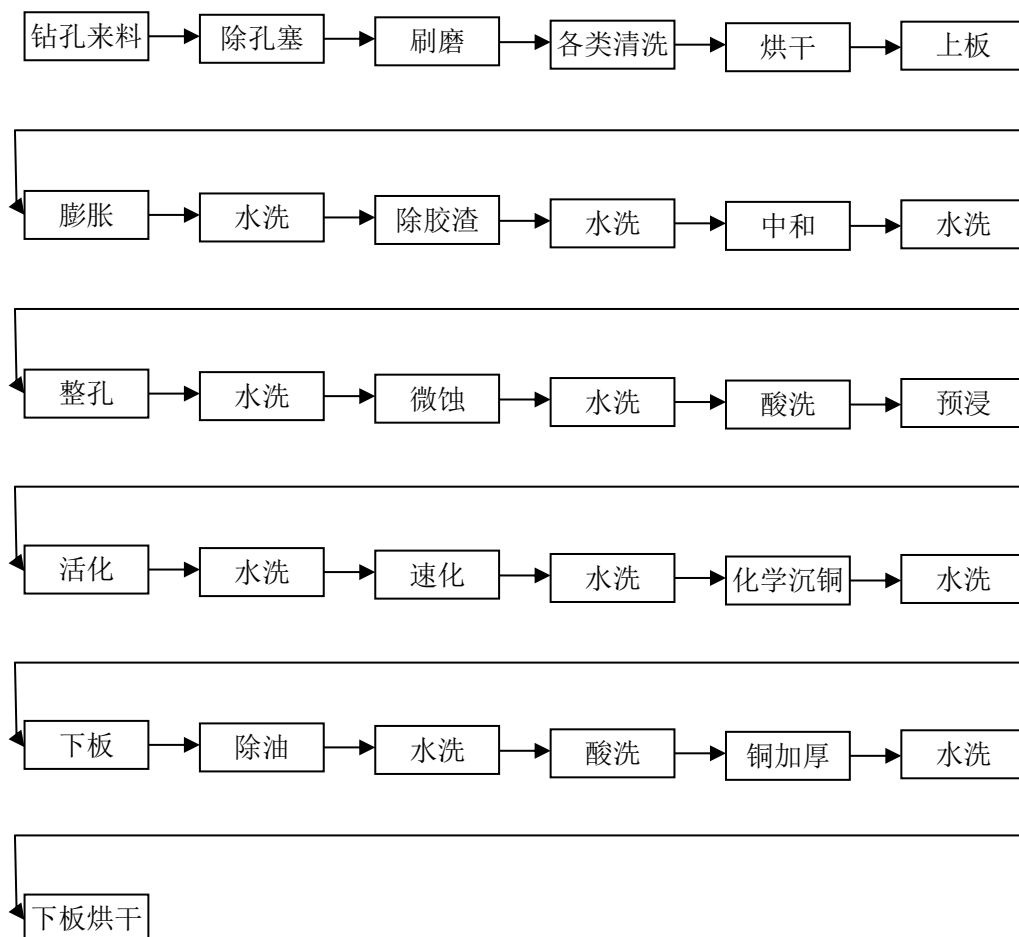 钻孔来料 除孔塞 刷磨 各类清洗 烘干 上板
膨胀 水洗 除胶渣 水洗 中和 水洗
整孔 水洗 微蚀 水洗 酸洗 预浸
活化 水洗 速化 水洗 化学沉铜 水洗
下板 除油 水洗 酸洗 铜加厚 水洗
下板烘干